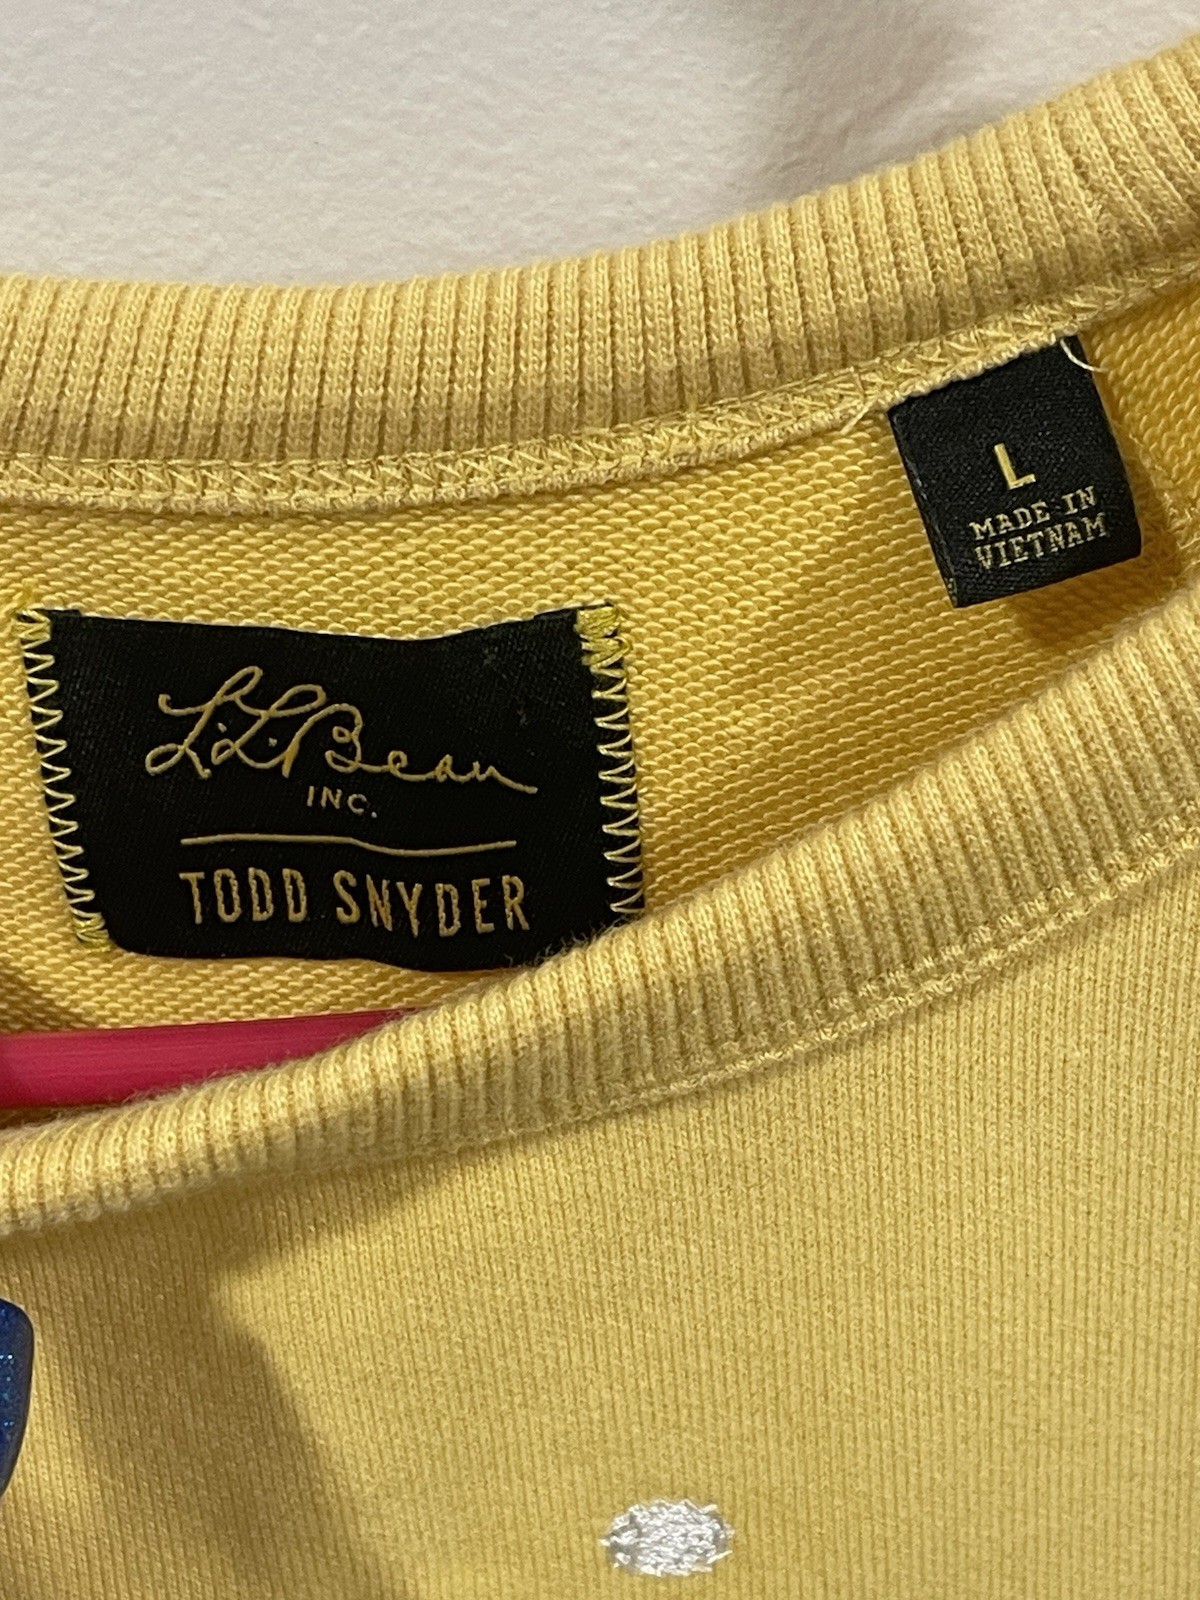 L
MADE IN
VIETNAM
L.L.Bean
INC.
TODD SNYDER